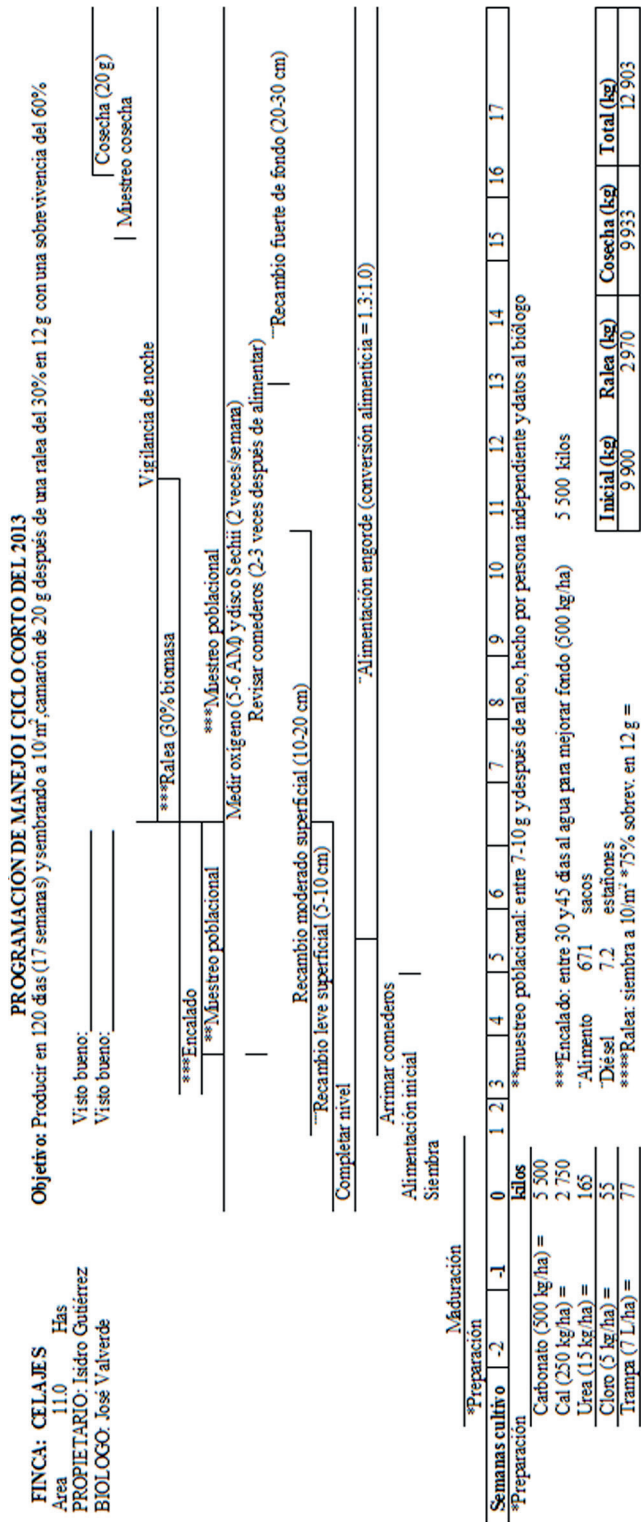 PROGRAMACIÓN DE MANEJO I CICLO CORTO DEL 2013
FINCA: CELAJES
Objetivo: Producir en 120 días (17 semanas) y sembrando a 10/m², camarón de 20 g después de una ralea del 30% en 12 g con una sobrevivencia del 60%
Area 11.0 Has
PROPIETARIO: Isidro Gutiérrez
BIOLOGO: José Valverde
Visto bueno:
Visto bueno:
Cosecha (20 g)
Muestreo cosecha
***Ralea (30% biomasa
Vigilancia de noche
***Encalado
**Muestreo poblacional
***Muestreo poblacional
Medir oxígeno (5-6 AM) y disco Sechii (2 veces/semana)
Revisar comederos (2-3 veces después de alimentar)
¨Recambio fuerte de fondo (20-30 cm)
Recambio moderado superficial (10-20 cm)
¨Recambio leve superficial (5-10 cm)
Completar nivel
¨Alimentación engorde (conversión alimenticia = 1.3:1.0)
Arrimar comederos
Alimentación inicial
Siembra
Maduración
*Preparación
Semanas cultivo -2 -1 0 1 2 3 4 5 6 7 8 9 10 11 12 13 14 15 16 17
*Preparación kilos **muestreo poblacional: entre 7-10 g y después de raleo, hecho por persona independiente y datos al biólogo
Carbonato (500 kg/ha) = 5 500
Cal (250 kg/ha) = 2 750 ***Encalado: entre 30 y 45 días al agua para mejorar fondo (500 kg/ha) 5 500 kilos
Urea (15 kg/ha) = 165 ¨Alimento 671 sacos
Cloro (5 kg/ha) = 55 ¨Diésel 7.2 estañones Inicial (kg) Ralea (kg) Cosecha (kg) Total (kg)
Trampa (7 L/ha) = 77 ****Ralea: siembra a 10/m² *75% sobrev. en 12 g = 9 900 2 970 9 933 12 903